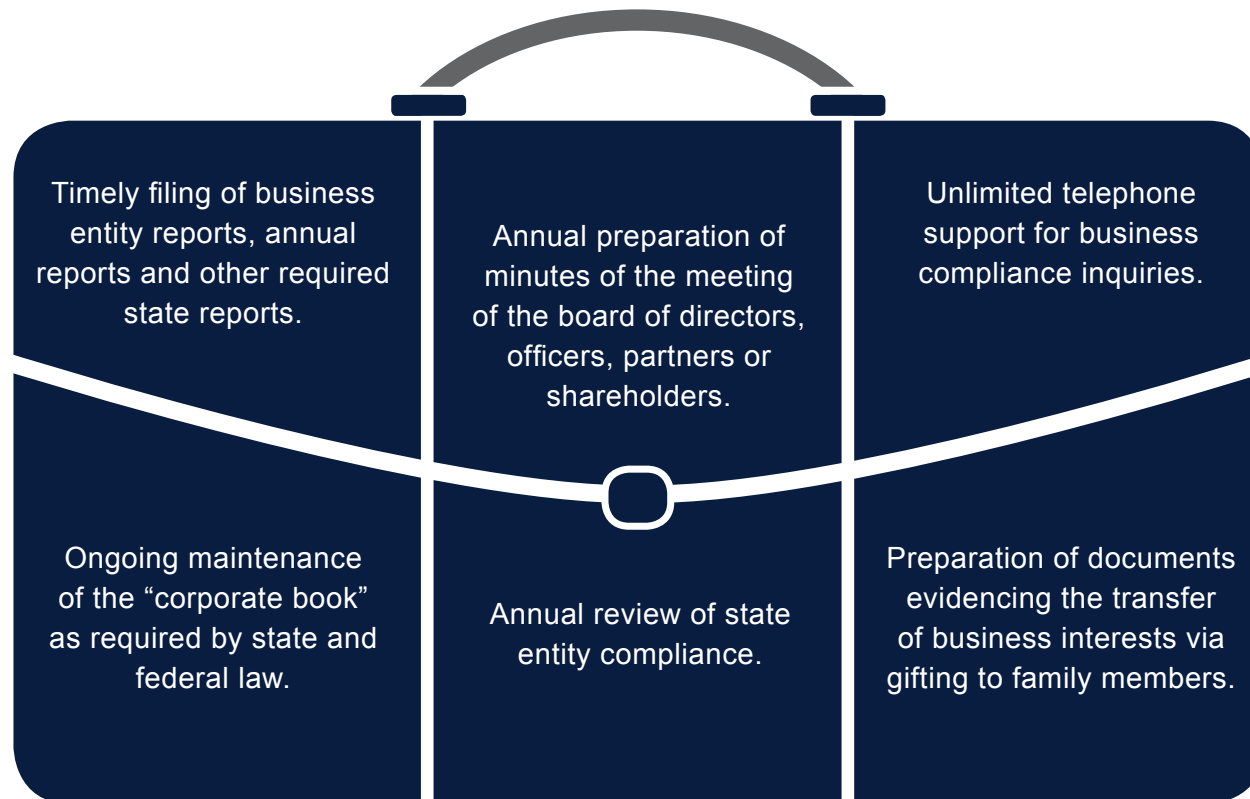 Timely filing of business
entity reports, annual
reports and other required
state reports.
Annual preparation of
minutes of the meeting
of the board of directors,
officers, partners or
shareholders.
Unlimited telephone
support for business
compliance inquiries.
Ongoing maintenance
of the “corporate book”
as required by state and
federal law.
Annual review of state
entity compliance.
Preparation of documents
evidencing the transfer
of business interests via
gifting to family members.